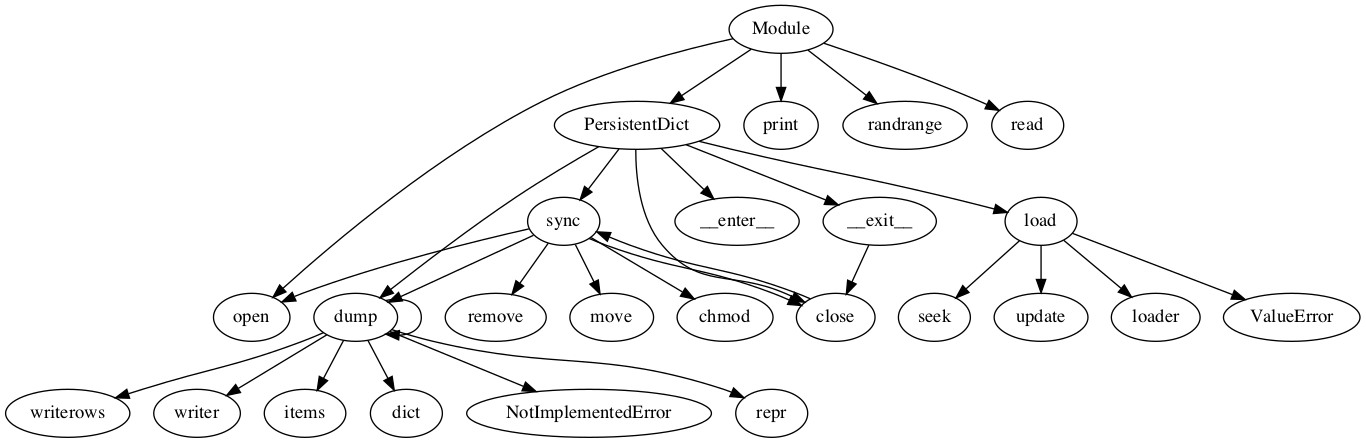 Module
PersistentDict
print
randrange
read
sync
__enter__
__exit__
load
open
dump
remove
move
chmod
close
seek
update
loader
ValueError
writerows
writer
items
dict
NotImplementedError
repr